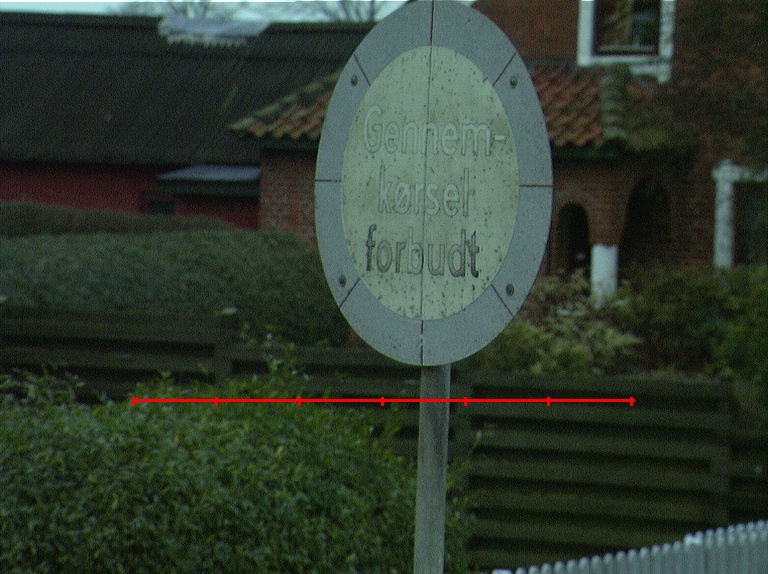 Gennem-
kørsel
forbudt